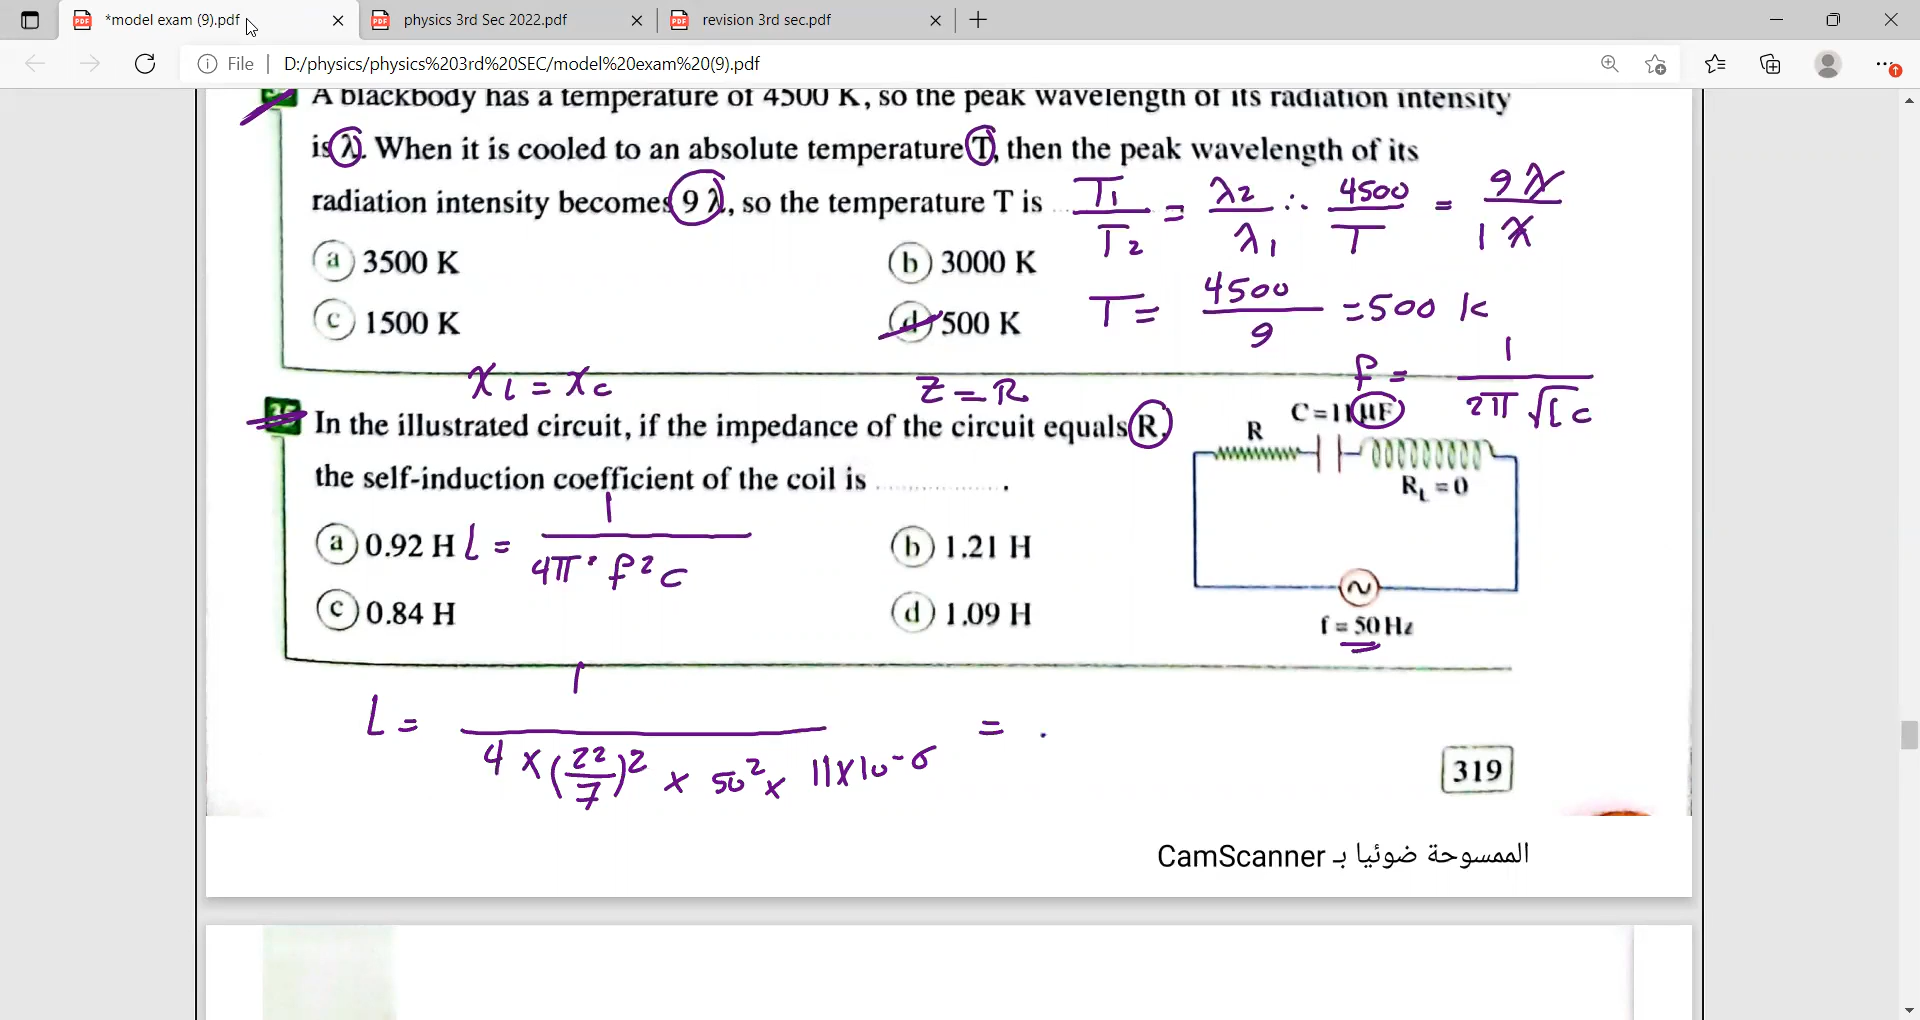 *model exam (9).pdf
physics 3rd Sec 2022.pdf
revision 3rd sec.pdf
File
D:/physics/physics%203rd%20SEC/model%20exam%20(9).pdf
A blackbody has a temperature of 4500 K, so the peak wavelength of its radiation intensity
is λ. When it is cooled to an absolute temperature T, then the peak wavelength of its
radiation intensity becomes 9 λ, so the temperature T is
T1/T2 = λ2/λ1 ∴ 4500/T = 9λ/1λ
a 3500 K
b 3000 K
c 1500 K
d 500 K
T = 4500/9 = 500 K
XL = XC
Z = R
f = 1/2π√LC
In the illustrated circuit, if the impedance of the circuit equals R,
the self-induction coefficient of the coil is ................ .
R
C = 11 µF
RL = 0
f = 50 Hz
a 0.92 H
L = 1/4π² f² c
b 1.21 H
c 0.84 H
d 1.09 H
L = 1/4 × (22/7)² × 50² × 11 × 10⁻⁶ = .
319
الممسوحة ضوئيا بـ CamScanner